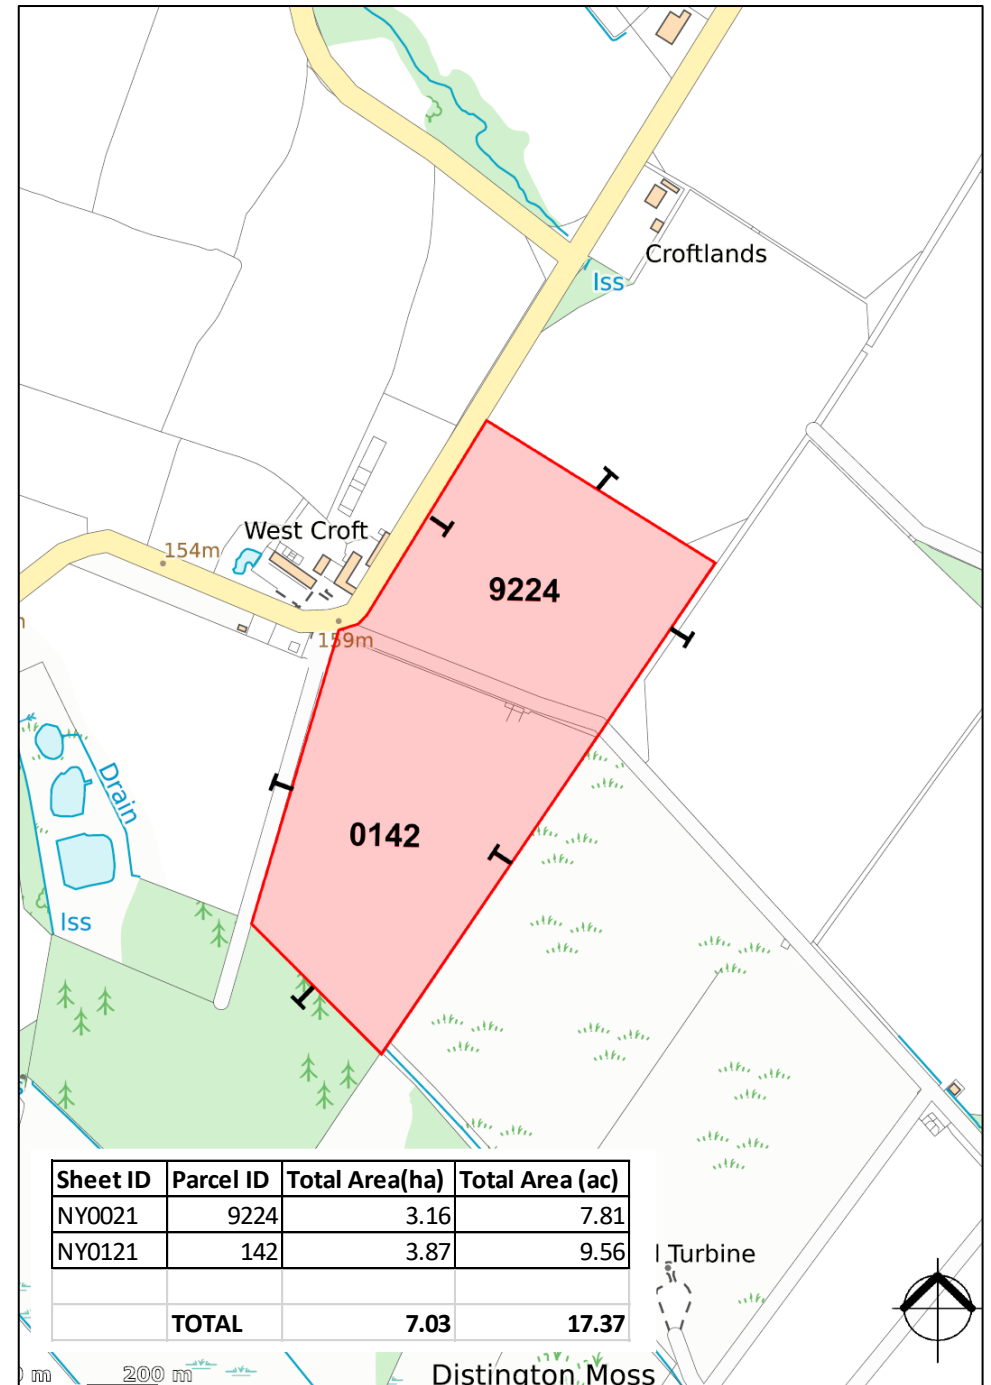 Croftlands
Iss
West Croft
154m
9224
159m
Drain
0142
Iss
Sheet ID Parcel ID Total Area(ha) Total Area (ac)
NY0021 9224 3.16 7.81
NY0121 142 3.87 9.56
TOTAL 7.03 17.37
Turbine
200 m
Distington Moss